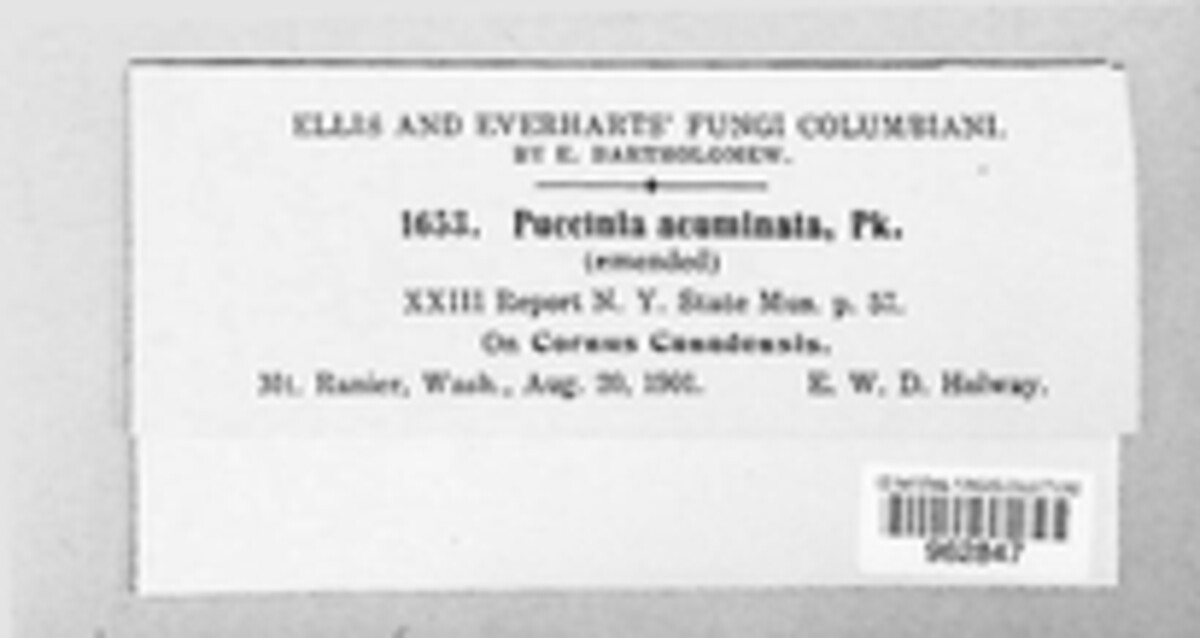 ELLIS AND EVERHARTS' FUNGI COLUMBIANI.
BY E. BARTHOLOMEW.
1653. Puccinia acuminata, Pk.
(emended)
XXIII Report N. Y. State Mus. p. 57.
On Cornus Canadensis.
Mt. Ranier, Wash., Aug. 20, 1901. E. W. D. Holway.
962847